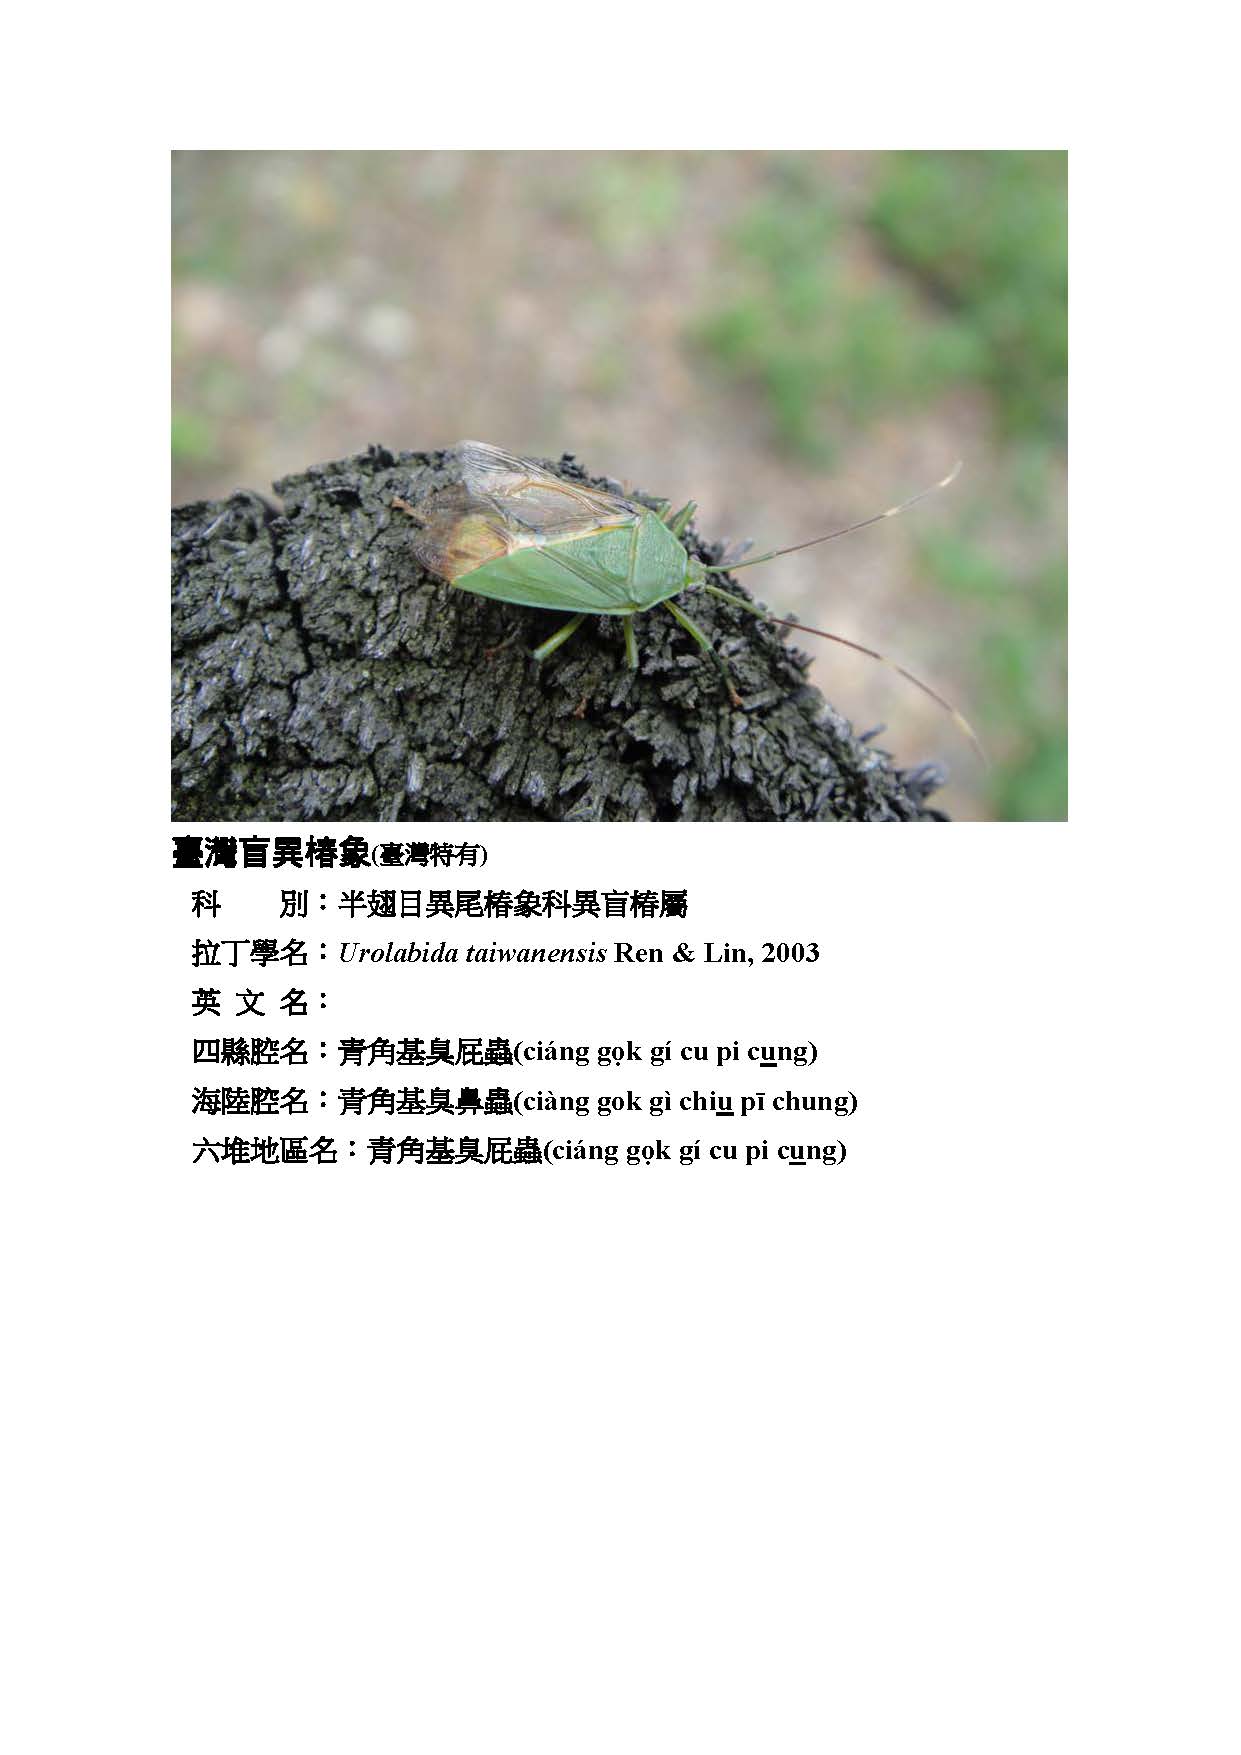 臺灣盲異椿象(臺灣特有)
科　　別：半翅目異尾椿象科異盲椿屬
拉丁學名：Urolabida taiwanensis Ren & Lin, 2003
英 文 名：
四縣腔名：青角基臭屁蟲(ciáng gọk gí cu pi cung)
海陸腔名：青角基臭鼻蟲(ciàng gok gì chiu pī chung)
六堆地區名：青角基臭屁蟲(ciáng gọk gí cu pi cung)